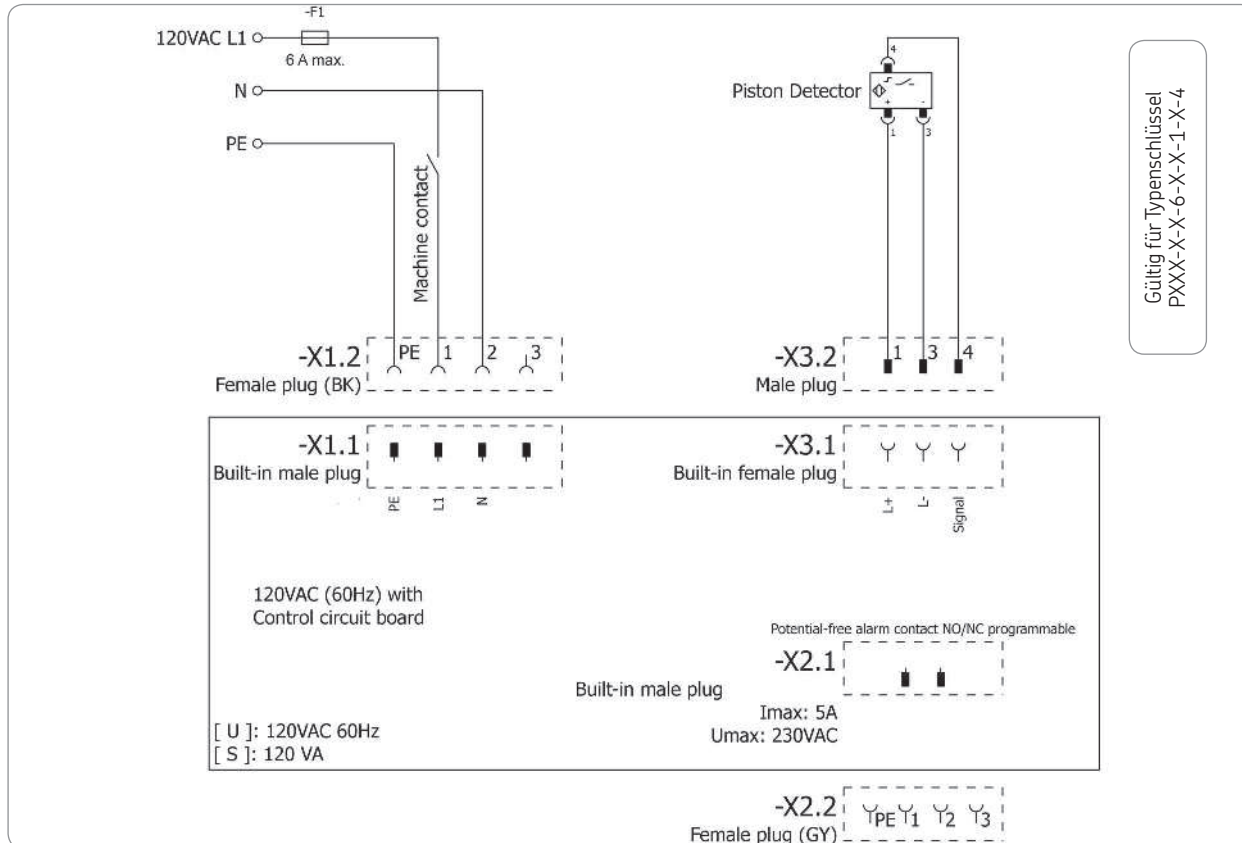 -F1
120VAC L1
6 A max.
N
PE
Machine contact
-X1.2
PE 1 2 3
Female plug (BK)
4
Piston Detector
+ -
1 3
-X3.2
1 3 4
Male plug
Gültig für Typenschlüssel
PXXX-X-X-6-X-X-1-X-4
-X1.1
Built-in male plug
PE L1 N
-X3.1
Built-in female plug
L+ L- Signal
120VAC (60Hz) with
Control circuit board
Potential-free alarm contact NO/NC programmable
-X2.1
Built-in male plug
Imax: 5A
Umax: 230VAC
[ U ]: 120VAC 60Hz
[ S ]: 120 VA
-X2.2
PE 1 2 3
Female plug (GY)